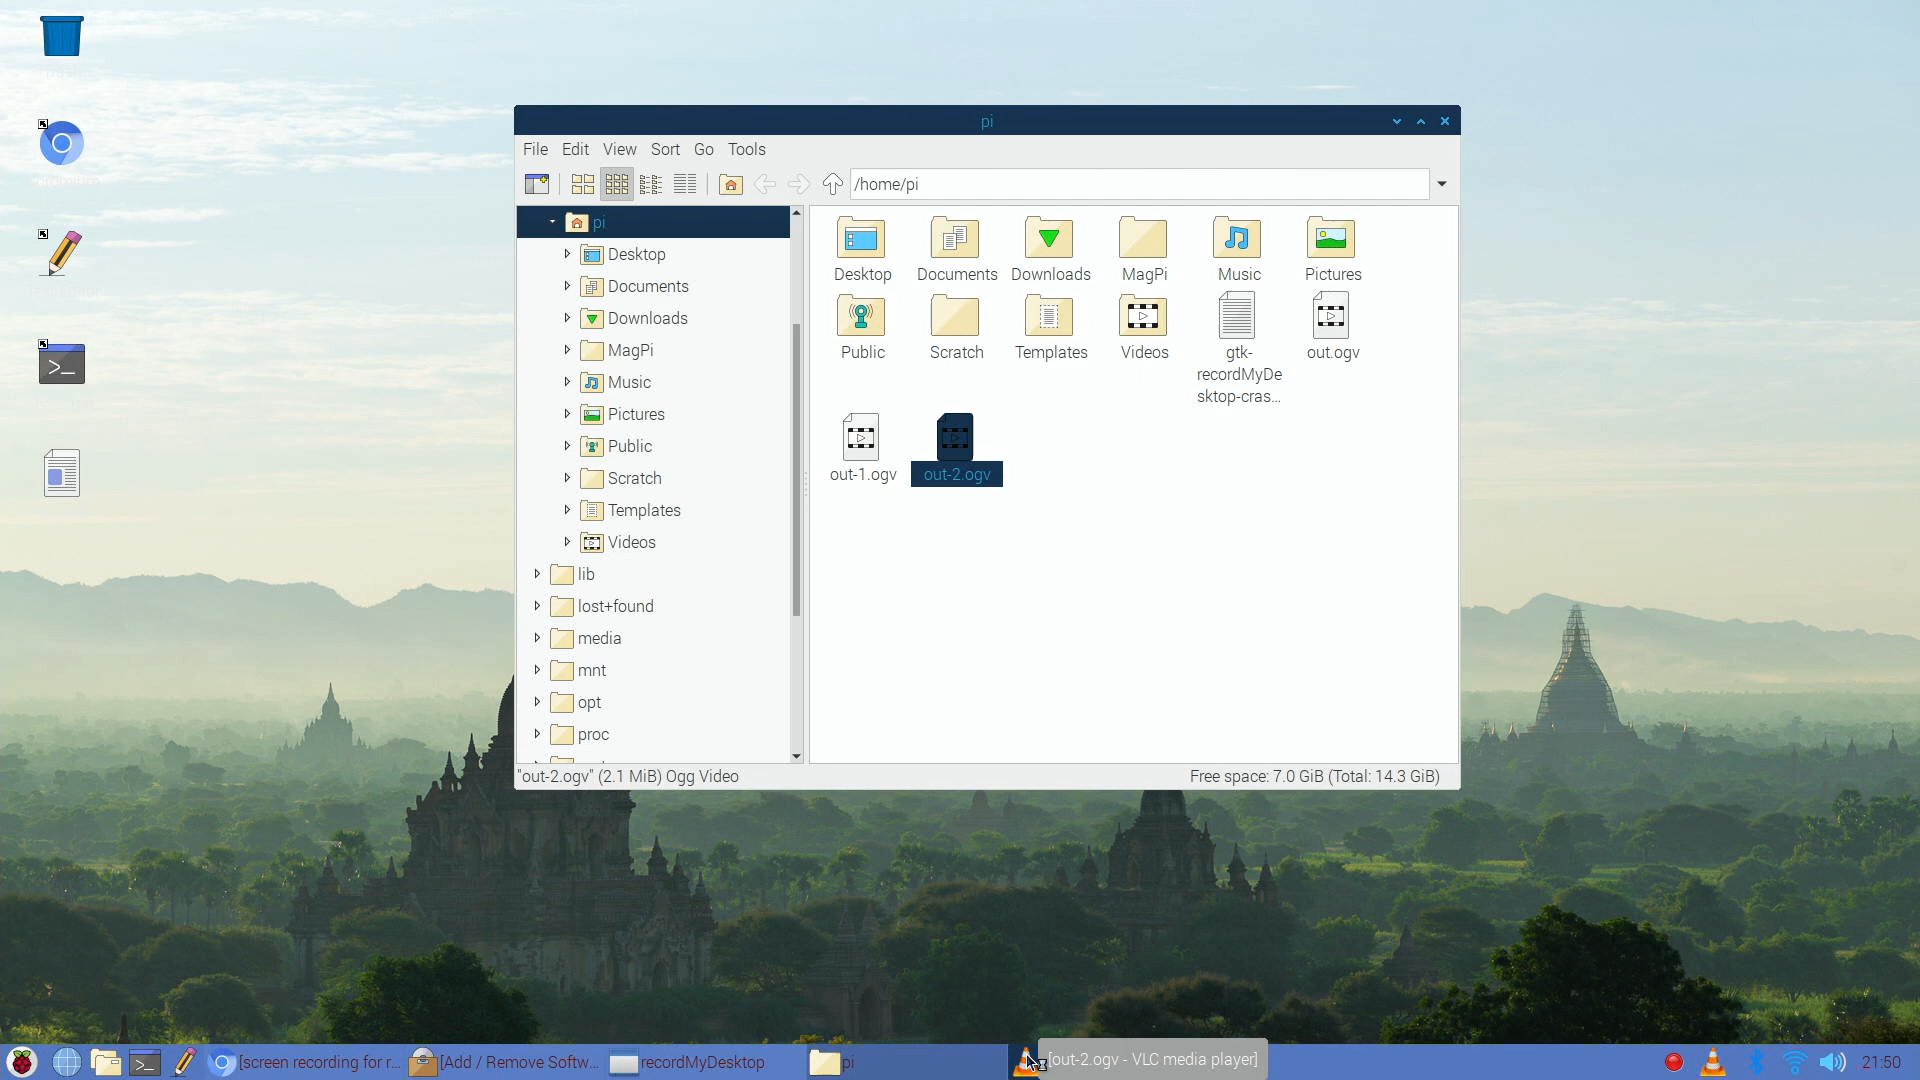 pi
File Edit View Sort Go Tools
/home/pi
pi
Desktop
Documents
Downloads
MagPi
Music
Pictures
Public
Scratch
Templates
Videos
lib
lost+found
media
mnt
opt
proc
Desktop Documents Downloads MagPi Music Pictures
Public Scratch Templates Videos gtk-
recordMyDe
sktop-cras... out.ogv
out-1.ogv out-2.ogv
"out-2.ogv" (2.1 MiB) Ogg Video Free space: 7.0 GiB (Total: 14.3 GiB)
[screen recording for r... [Add / Remove Softw... recordMyDesktop pi [out-2.ogv - VLC media player] 21:50